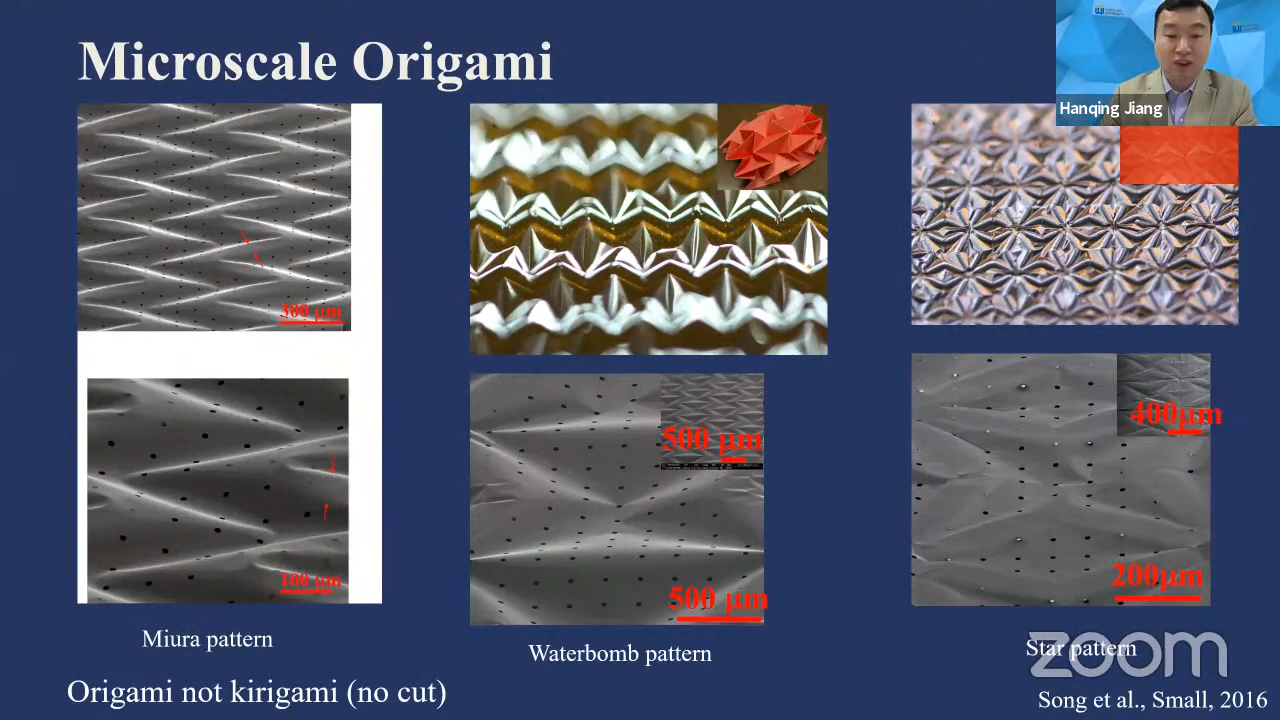 Microscale Origami
Hanqing Jiang
300 μm
100 μm
500 μm
500 μm
400μm
200μm
Miura pattern
Waterbomb pattern
Star pattern
zoom
Origami not kirigami (no cut)
Song et al., Small, 2016